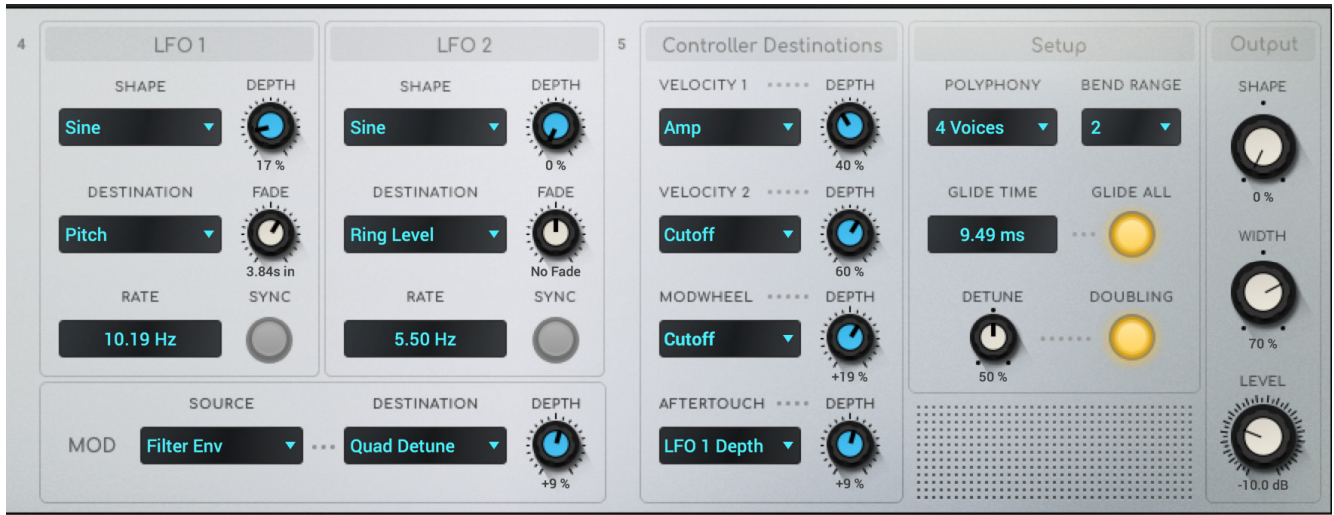 4
LFO 1
SHAPE DEPTH
Sine
17 %
DESTINATION FADE
Pitch
3.84s in
RATE SYNC
10.19 Hz
LFO 2
SHAPE DEPTH
Sine
0 %
DESTINATION FADE
Ring Level
No Fade
RATE SYNC
5.50 Hz
SOURCE DESTINATION DEPTH
MOD Filter Env Quad Detune
+9 %
5
Controller Destinations
VELOCITY 1 DEPTH
Amp
40 %
VELOCITY 2 DEPTH
Cutoff
60 %
MODWHEEL DEPTH
Cutoff
+19 %
AFTERTOUCH DEPTH
LFO 1 Depth
+9 %
Setup
POLYPHONY BEND RANGE
4 Voices 2
GLIDE TIME GLIDE ALL
9.49 ms
DETUNE DOUBLING
50 %
Output
SHAPE
0 %
WIDTH
70 %
LEVEL
-10.0 dB